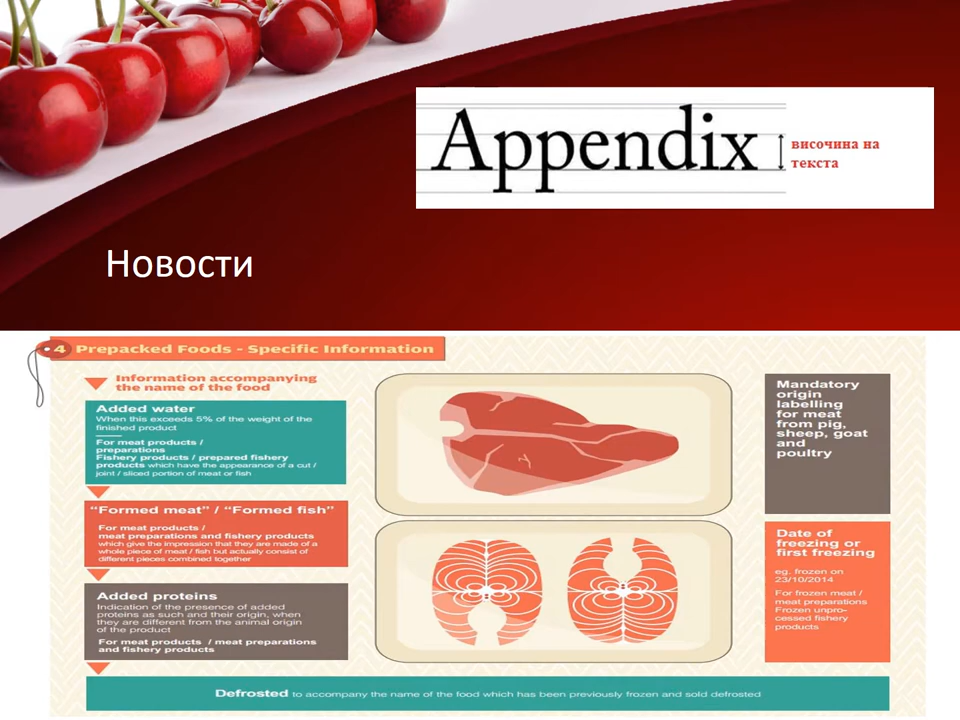 Appendix
височина на
текста
Новости
4 Prepacked Foods - Specific Information
Information accompanying
the name of the food
Added water
When this exceeds 5% of the weight of the
finished product
For meat products /
preparations
Fishery products / prepared fishery
products which have the appearance of a cut /
joint / sliced portion of meat or fish
“Formed meat” / “Formed fish”
For meat products /
meat preparations and fishery products
which give the impression that they are made of a
whole piece of meat / fish but actually consist of
different pieces combined together
Added proteins
Indication of the presence of added
proteins as such and their origin, when
they are different from the animal origin
of the product
For meat products / meat preparations
and fishery products
Mandatory
origin
labelling
for meat
from pig,
sheep, goat
and
poultry
Date of
freezing or
first freezing
eg. frozen on
23/10/2014
For frozen meat /
meat preparations
Frozen unpro-
cessed fishery
products
Defrosted to accompany the name of the food which has been previously frozen and sold defrosted